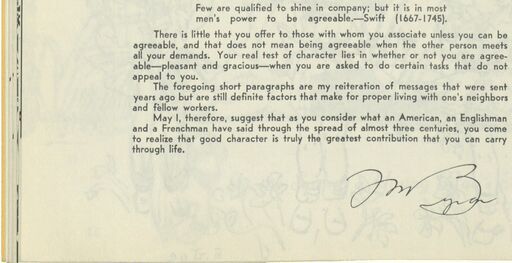 Few are qualified to shine in company; but it is in most
men's power to be agreeable.—Swift (1667-1745).
There is little that you offer to those with whom you associate unless you can be
agreeable, and that does not mean being agreeable when the other person meets
all your demands. Your real test of character lies in whether or not you are agree-
able—pleasant and gracious—when you are asked to do certain tasks that do not
appeal to you.
The foregoing short paragraphs are my reiteration of messages that were sent
years ago but are still definite factors that make for proper living with one's neighbors
and fellow workers.
May I, therefore, suggest that as you consider what an American, an Englishman
and a Frenchman have said through the spread of almost three centuries, you come
to realize that good character is truly the greatest contribution that you can carry
through life.